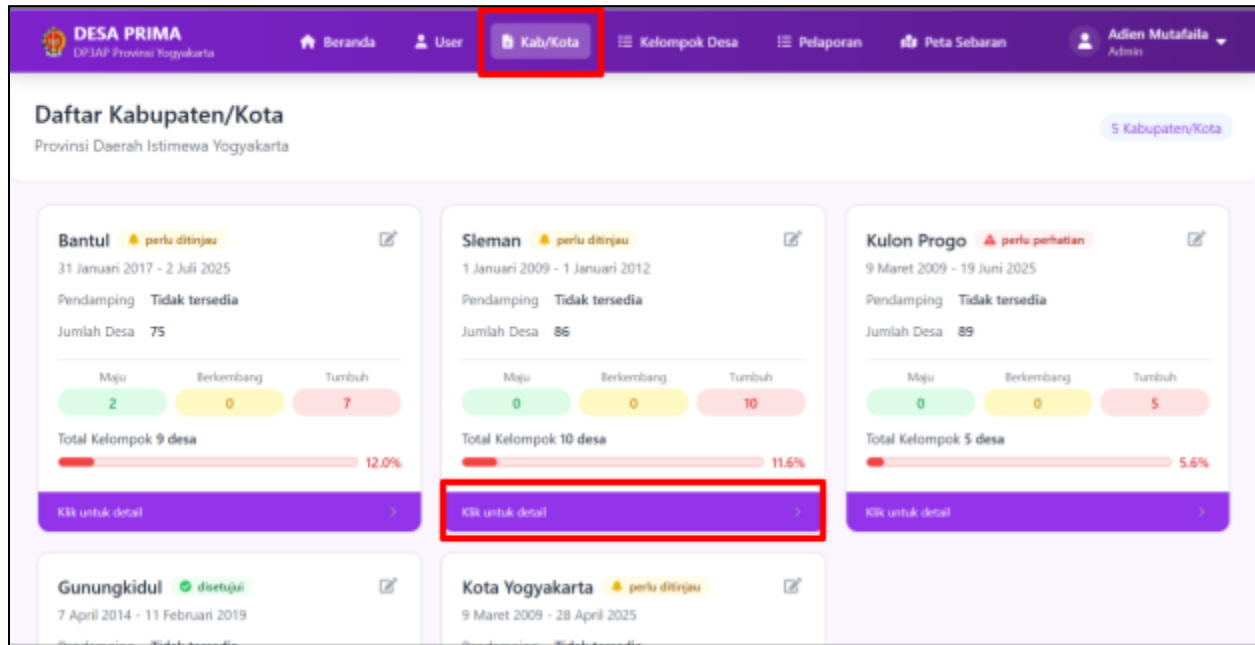 DESA PRIMA
DP3AP Provinsi Yogyakarta
Beranda
User
Kab/Kota
Kelompok Desa
Pelaporan
Peta Sebaran
Adien Mutafaila
Admin
Daftar Kabupaten/Kota
Provinsi Daerah Istimewa Yogyakarta
5 Kabupaten/Kota
Bantul perlu ditinjau
31 Januari 2017 - 2 Juli 2025
Pendamping Tidak tersedia
Jumlah Desa 75
Maju Berkembang Tumbuh
2 0 7
Total Kelompok 9 desa
12.0%
Klik untuk detail
Sleman perlu ditinjau
1 Januari 2009 - 1 Januari 2012
Pendamping Tidak tersedia
Jumlah Desa 86
Maju Berkembang Tumbuh
0 0 10
Total Kelompok 10 desa
11.6%
Klik untuk detail
Kulon Progo perlu perhatian
9 Maret 2009 - 19 Juni 2025
Pendamping Tidak tersedia
Jumlah Desa 89
Maju Berkembang Tumbuh
0 0 5
Total Kelompok 5 desa
5.6%
Klik untuk detail
Gunungkidul disetujui
7 April 2014 - 11 Februari 2019
Pendamping Tidak tersedia
Kota Yogyakarta perlu ditinjau
9 Maret 2009 - 28 April 2025
Pendamping Tidak tersedia